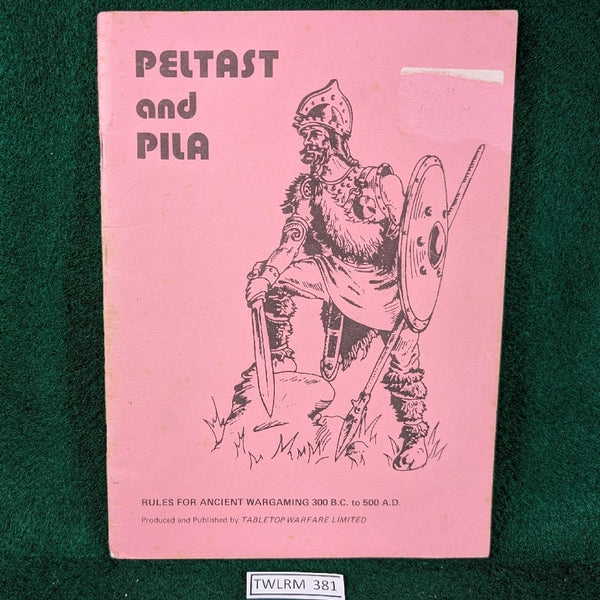 PELTAST
and
PILA
RULES FOR ANCIENT WARGAMING 300 B.C. to 500 A.D.
Produced and Published by TABLETOP WARFARE LIMITED
TWLRM 381